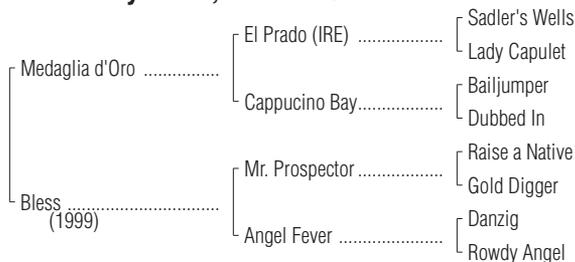 Sadler's Wells
El Prado (IRE) ..................
Lady Capulet
Medaglia d'Oro ................
Bailjumper
Cappucino Bay....................
Dubbed In
Raise a Native
Mr. Prospector ..................
Gold Digger
Bless ................................
(1999)
Danzig
Angel Fever ......................
Rowdy Angel